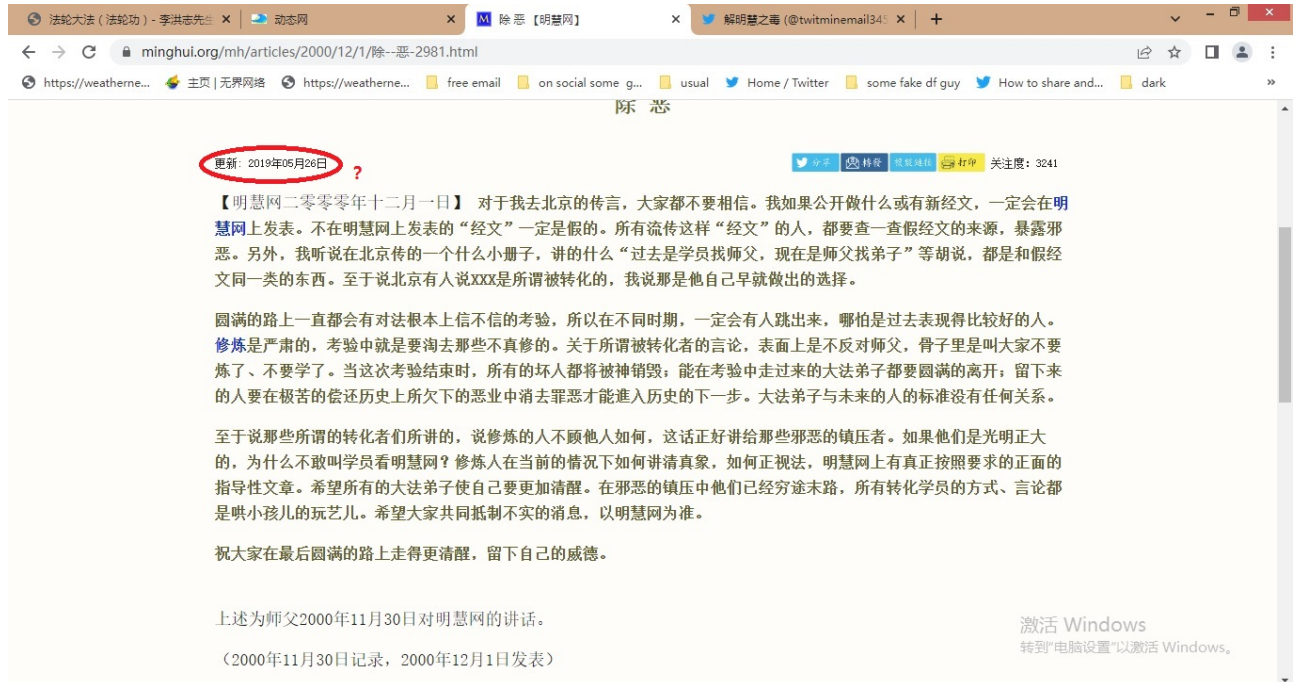 法轮大法（法轮功）- 李洪志先生
动态网
除 恶 【明慧网】
解明慧之毒 (@twitminemail345
minghui.org/mh/articles/2000/12/1/除--恶-2981.html
https://weatherne...
主页|无界网络
https://weatherne...
free email
on social some g...
usual
Home / Twitter
some fake df guy
How to share and...
dark
»
除 恶
更新: 2019年05月26日
?
分享
转发
打印
关注度: 3241
【明慧网二零零零年十二月一日】 对于我去北京的传言，大家都不要相信。我如果公开做什么或有新经文，一定会在明
慧网上发表。不在明慧网上发表的“经文”一定是假的。所有流传这样“经文”的人，都要查一查假经文的来源，暴露邪
恶。另外，我听说在北京传的一个什么小册子，讲的什么“过去是学员找师父，现在是师父找弟子”等胡说，都是和假经
文同一类的东西。至于说北京有人说XXX是所谓被转化的，我说那是他自己早就做出的选择。
圆满的路上一直都会有对法根本上信不信的考验，所以在不同时期，一定会有人跳出来，哪怕是过去表现得比较好的人。
修炼是严肃的，考验中就是要淘去那些不真修的。关于所谓被转化者的言论，表面上是不反对师父，骨子里是叫大家不要
炼了、不要学了。当这次考验结束时，所有的坏人都将被神销毁；能在考验中走过来的大法弟子都要圆满的离开；留下来
的人要在极苦的偿还历史上所欠下的恶业中消去罪恶才能進入历史的下一步。大法弟子与未来的人的标准没有任何关系。
至于说那些所谓的转化者们所讲的，说修炼的人不顾他人如何，这话正好讲给那些邪恶的镇压者。如果他们是光明正大
的，为什么不敢叫学员看明慧网？修炼人在当前的情况下如何讲清真象，如何正视法，明慧网上有真正按照要求的正面的
指导性文章。希望所有的大法弟子使自己要更加清醒。在邪恶的镇压中他们已经穷途末路，所有转化学员的方式、言论都
是哄小孩儿的玩艺儿。希望大家共同抵制不实的消息，以明慧网为准。
祝大家在最后圆满的路上走得更清醒，留下自己的威德。
上述为师父2000年11月30日对明慧网的讲话。
（2000年11月30日记录，2000年12月1日发表）
激活 Windows
转到“电脑设置”以激活 Windows。